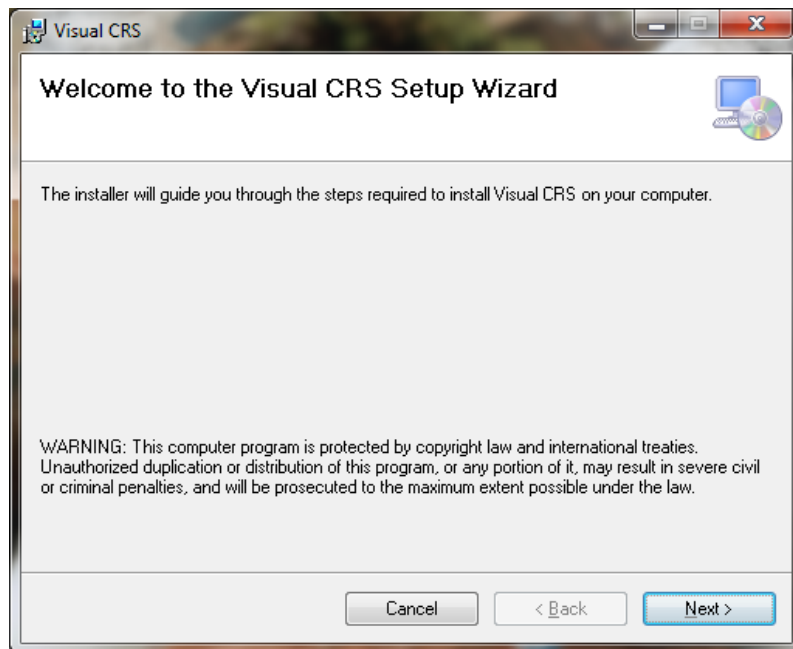 Visual CRS
Welcome to the Visual CRS Setup Wizard
The installer will guide you through the steps required to install Visual CRS on your computer.
WARNING: This computer program is protected by copyright law and international treaties.
Unauthorized duplication or distribution of this program, or any portion of it, may result in severe civil
or criminal penalties, and will be prosecuted to the maximum extent possible under the law.
Cancel < Back Next >